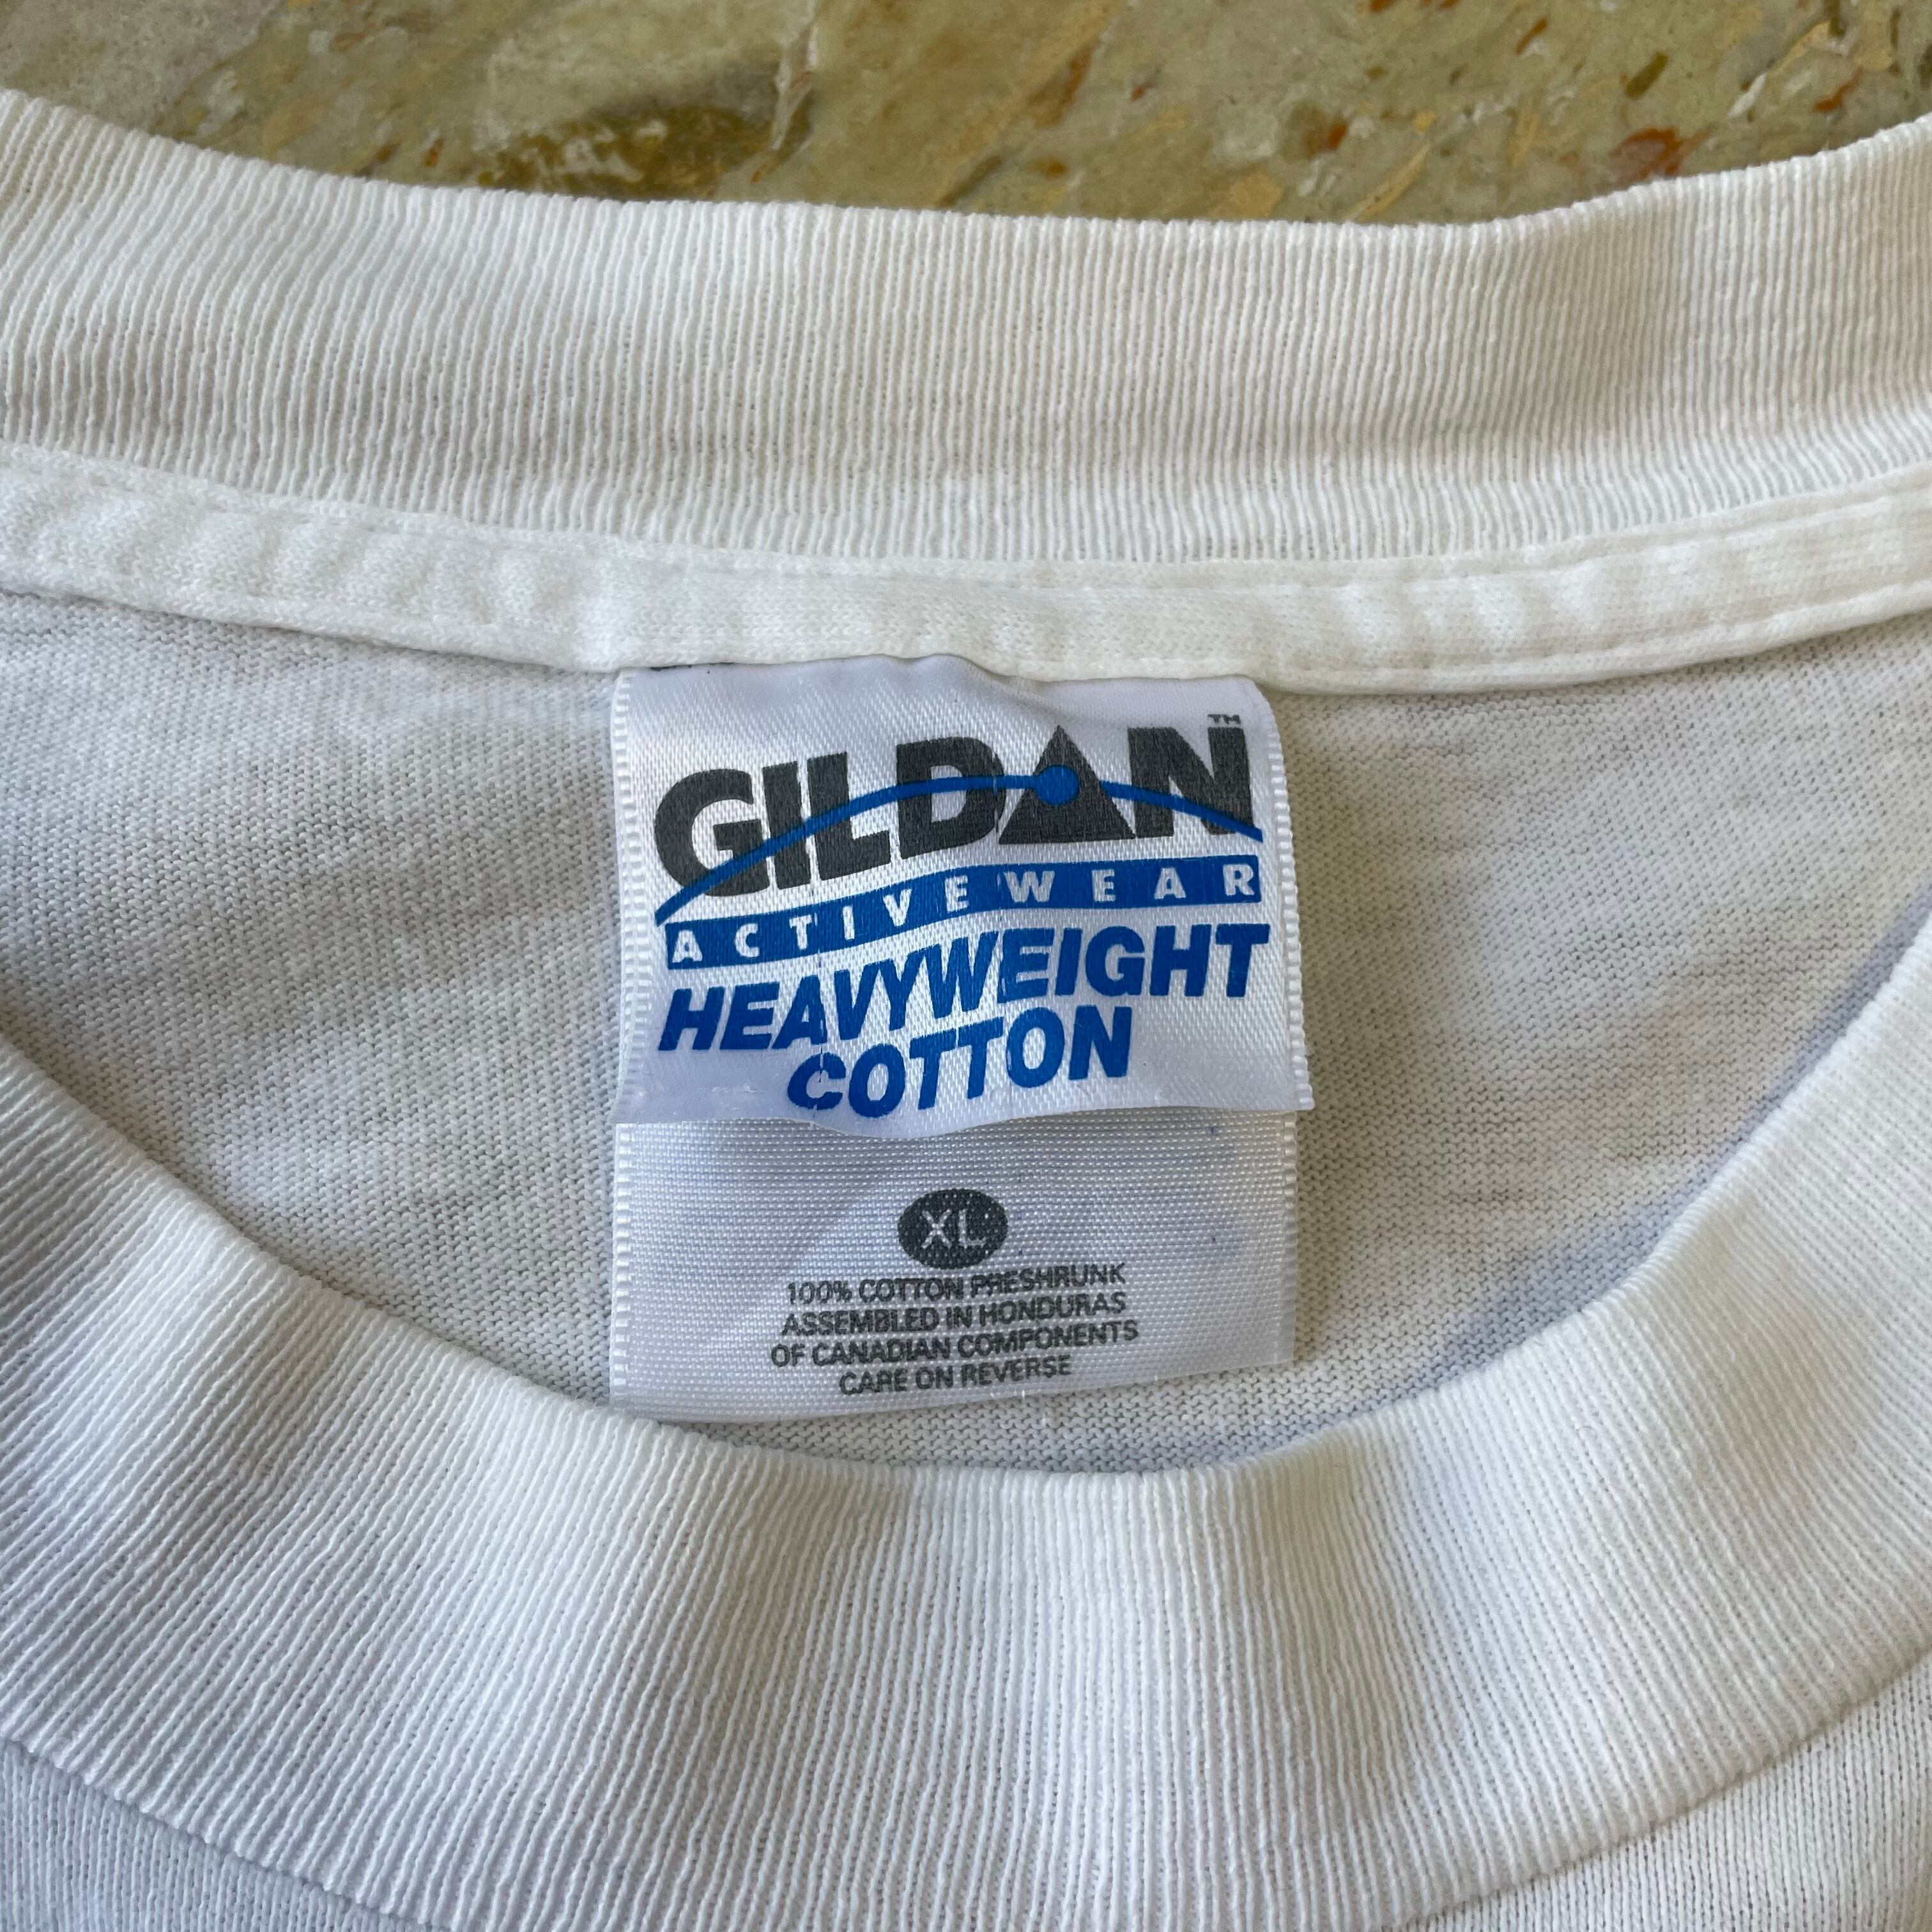 GILDAN™
ACTIVEWEAR
HEAVYWEIGHT
COTTON
XL
100% COTTON PRESHRUNK
ASSEMBLED IN HONDURAS
OF CANADIAN COMPONENTS
CARE ON REVERSE